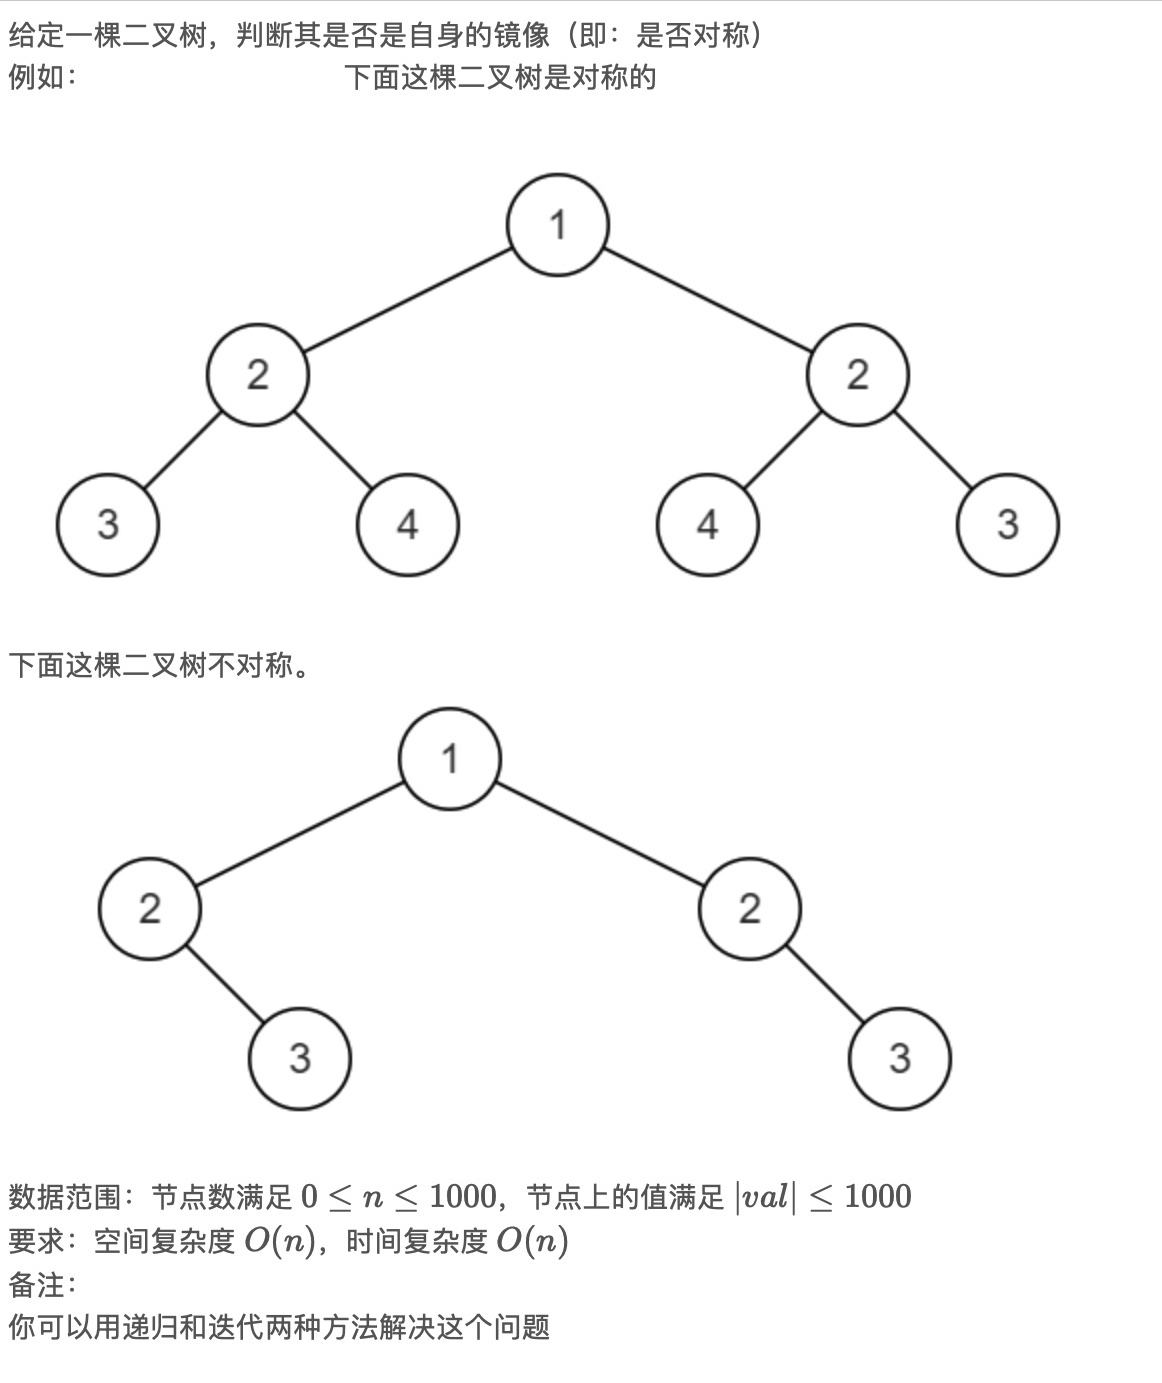 给定一棵二叉树，判断其是否是自身的镜像（即：是否对称）
例如： 下面这棵二叉树是对称的
1
2 2
3 4 4 3
下面这棵二叉树不对称。
1
2 2
3 3
数据范围：节点数满足 0 ≤ n ≤ 1000，节点上的值满足 |val| ≤ 1000
要求：空间复杂度 O(n)，时间复杂度 O(n)
备注：
你可以用递归和迭代两种方法解决这个问题